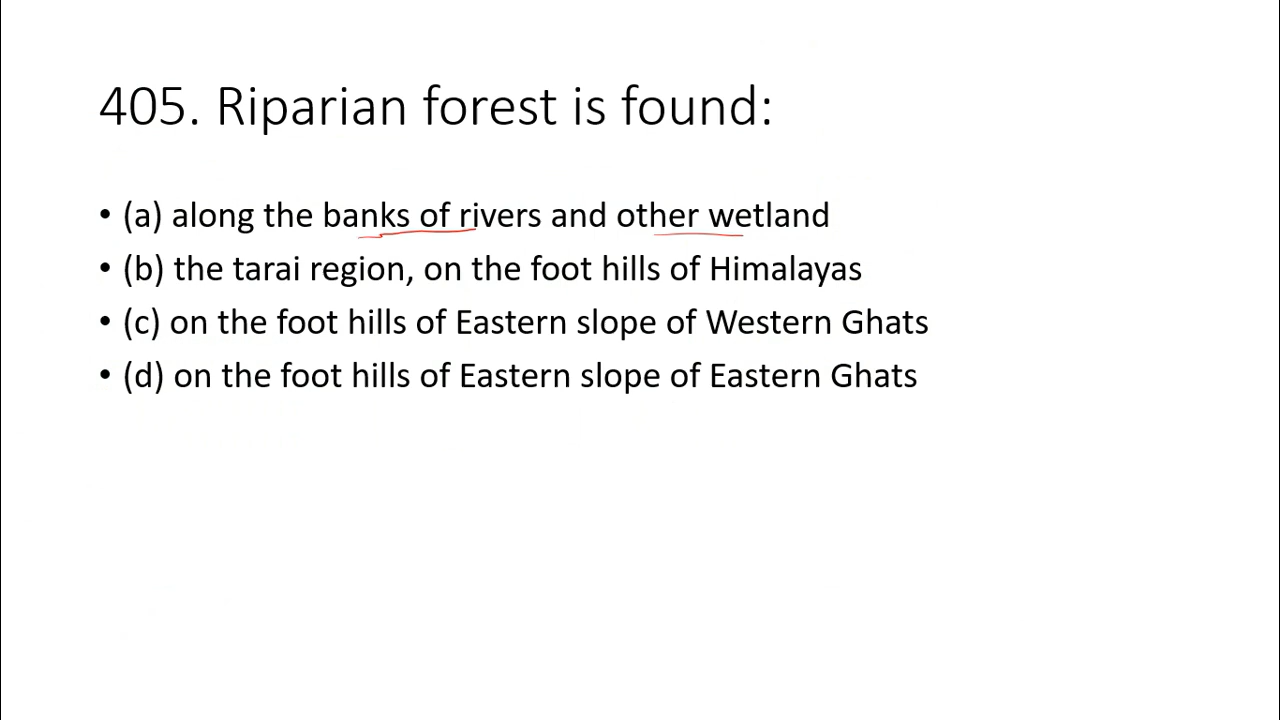 405. Riparian forest is found:
• (a) along the banks of rivers and other wetland
• (b) the tarai region, on the foot hills of Himalayas
• (c) on the foot hills of Eastern slope of Western Ghats
• (d) on the foot hills of Eastern slope of Eastern Ghats